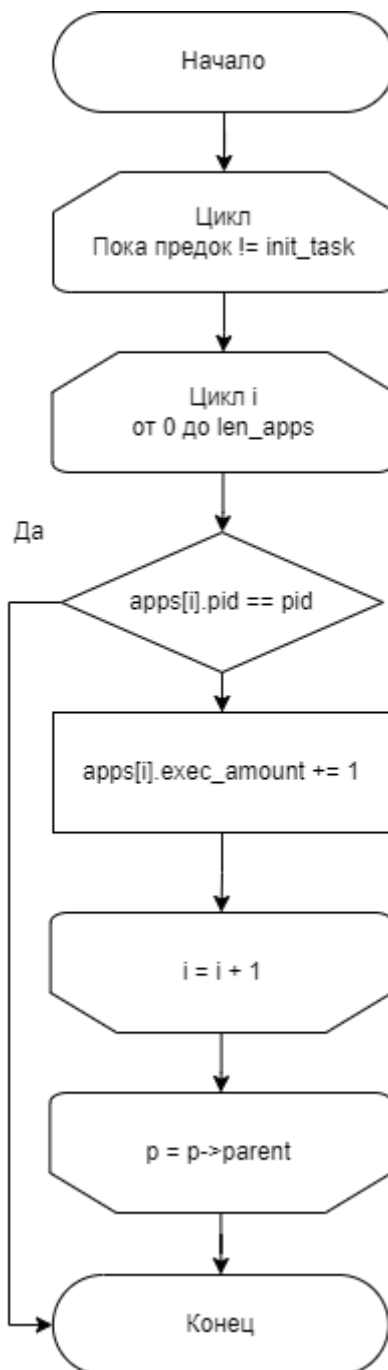 Начало
Цикл
Пока предок != init_task
Цикл i
от 0 до len_apps
Да
apps[i].pid == pid
apps[i].exec_amount += 1
i = i + 1
p = p->parent
Конец